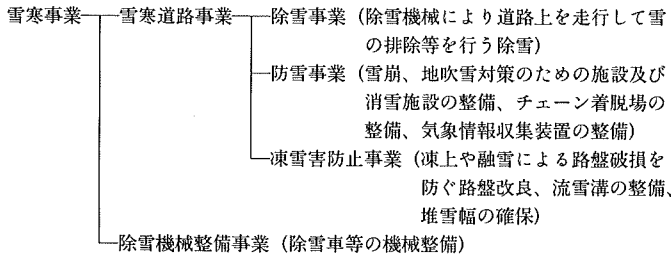 雪寒事業 雪寒道路事業 除雪事業(除雪機械により道路上を走行して雪
の排除等を行う除雪)
防雪事業(雪崩、地吹雪対策のための施設及び
消雪施設の整備、チェーン着脱場の
整備、気象情報収集装置の整備)
凍雪害防止事業(凍上や融雪による路盤破損を
防ぐ路盤改良、流雪溝の整備、
堆雪幅の確保)
除雪機械整備事業(除雪車等の機械整備)